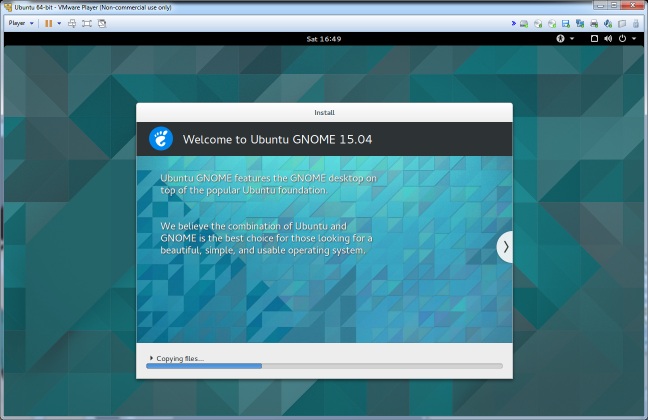 Ubuntu 64-bit - VMware Player (Non-commercial use only)
Player
Sat 16:49
Install
Welcome to Ubuntu GNOME 15.04
Ubuntu GNOME features the GNOME desktop on
top of the popular Ubuntu foundation.
We believe the combination of Ubuntu and
GNOME is the best choice for those looking for a
beautiful, simple, and usable operating system.
Copying files...